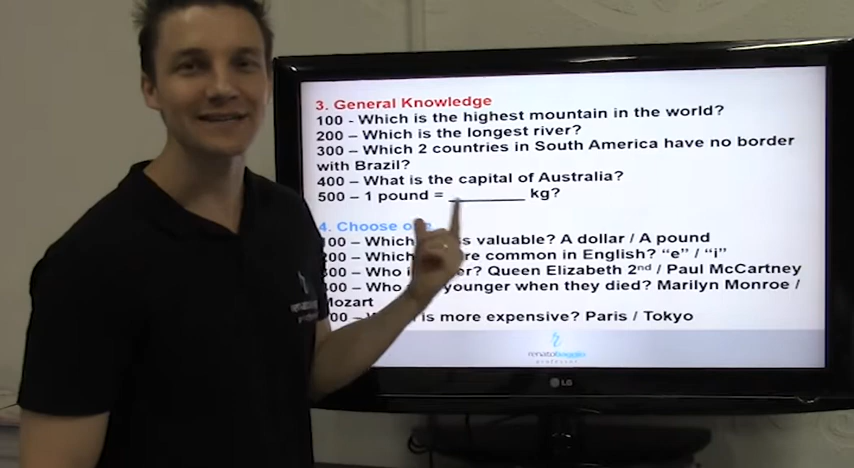 3. General Knowledge
100 - Which is the highest mountain in the world?
200 – Which is the longest river?
300 – Which 2 countries in South America have no border
with Brazil?
400 – What is the capital of Australia?
500 – 1 pound = ________ kg?
4. Choose one
100 – Which valuable? A dollar / A pound
200 – Which common in English? "e" / "i"
300 – Who Queen Elizabeth 2nd / Paul McCartney
400 – Who younger when they died? Marilyn Monroe /
Mozart
500 – is more expensive? Paris / Tokyo
renatobaggio
professor
LG